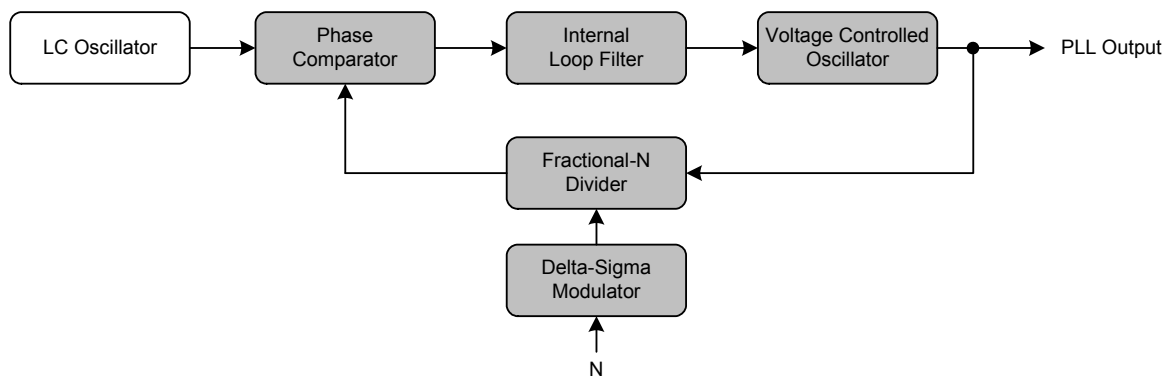 LC Oscillator
Phase
Comparator
Internal
Loop Filter
Voltage Controlled
Oscillator
PLL Output
Fractional-N
Divider
Delta-Sigma
Modulator
N